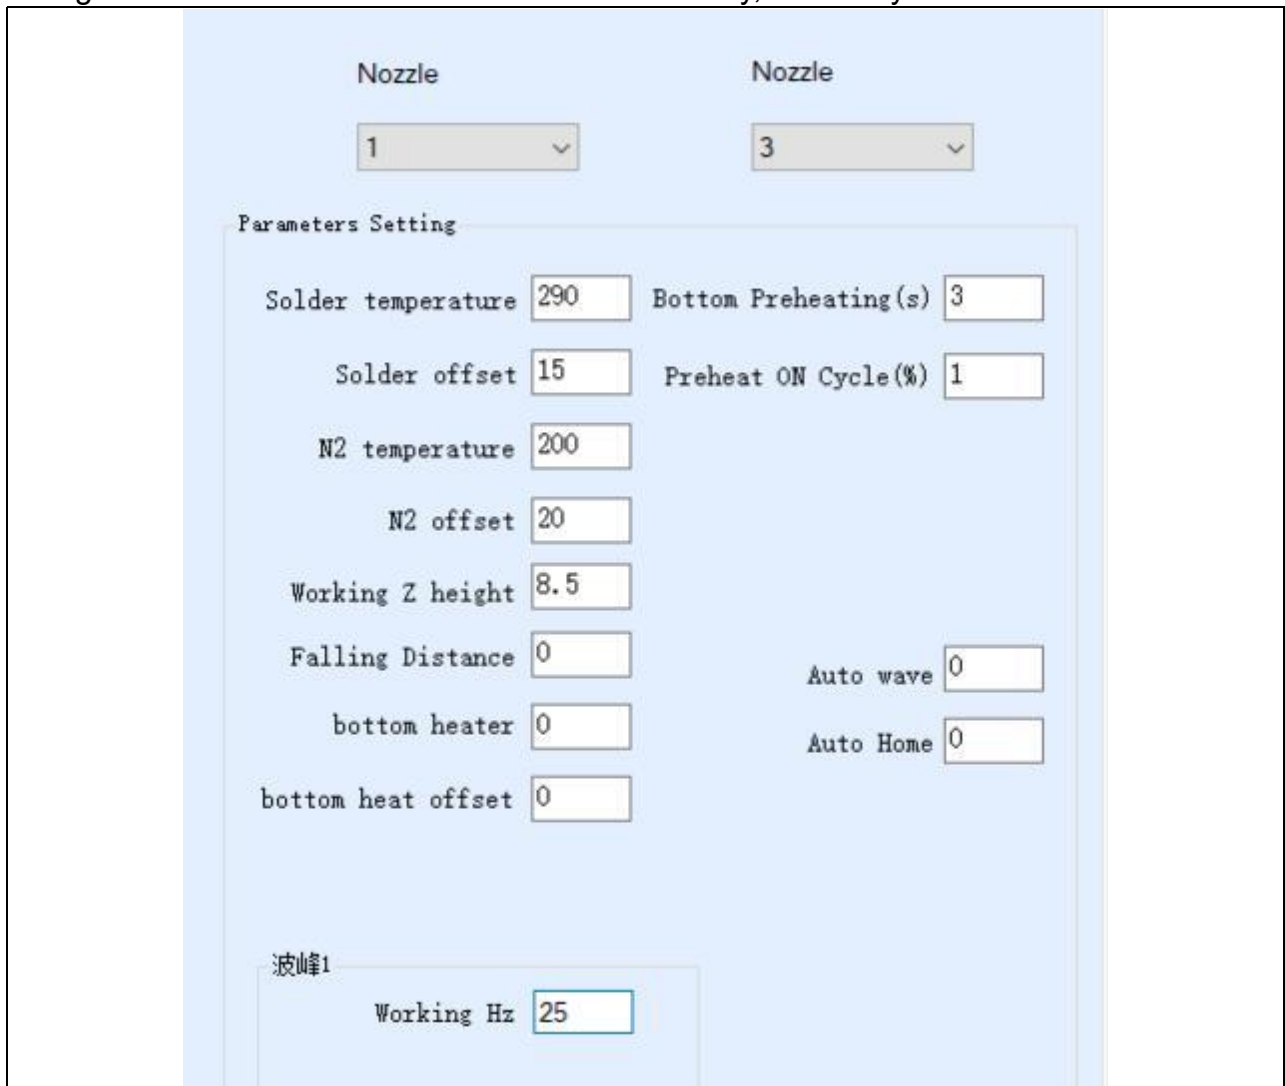 Nozzle Nozzle
1 3
Parameters Setting
Solder temperature 290 Bottom Preheating(s) 3
Solder offset 15 Preheat ON Cycle(%) 1
N2 temperature 200
N2 offset 20
Working Z height 8.5
Falling Distance 0 Auto wave 0
bottom heater 0 Auto Home 0
bottom heat offset 0
波峰1
Working Hz 25